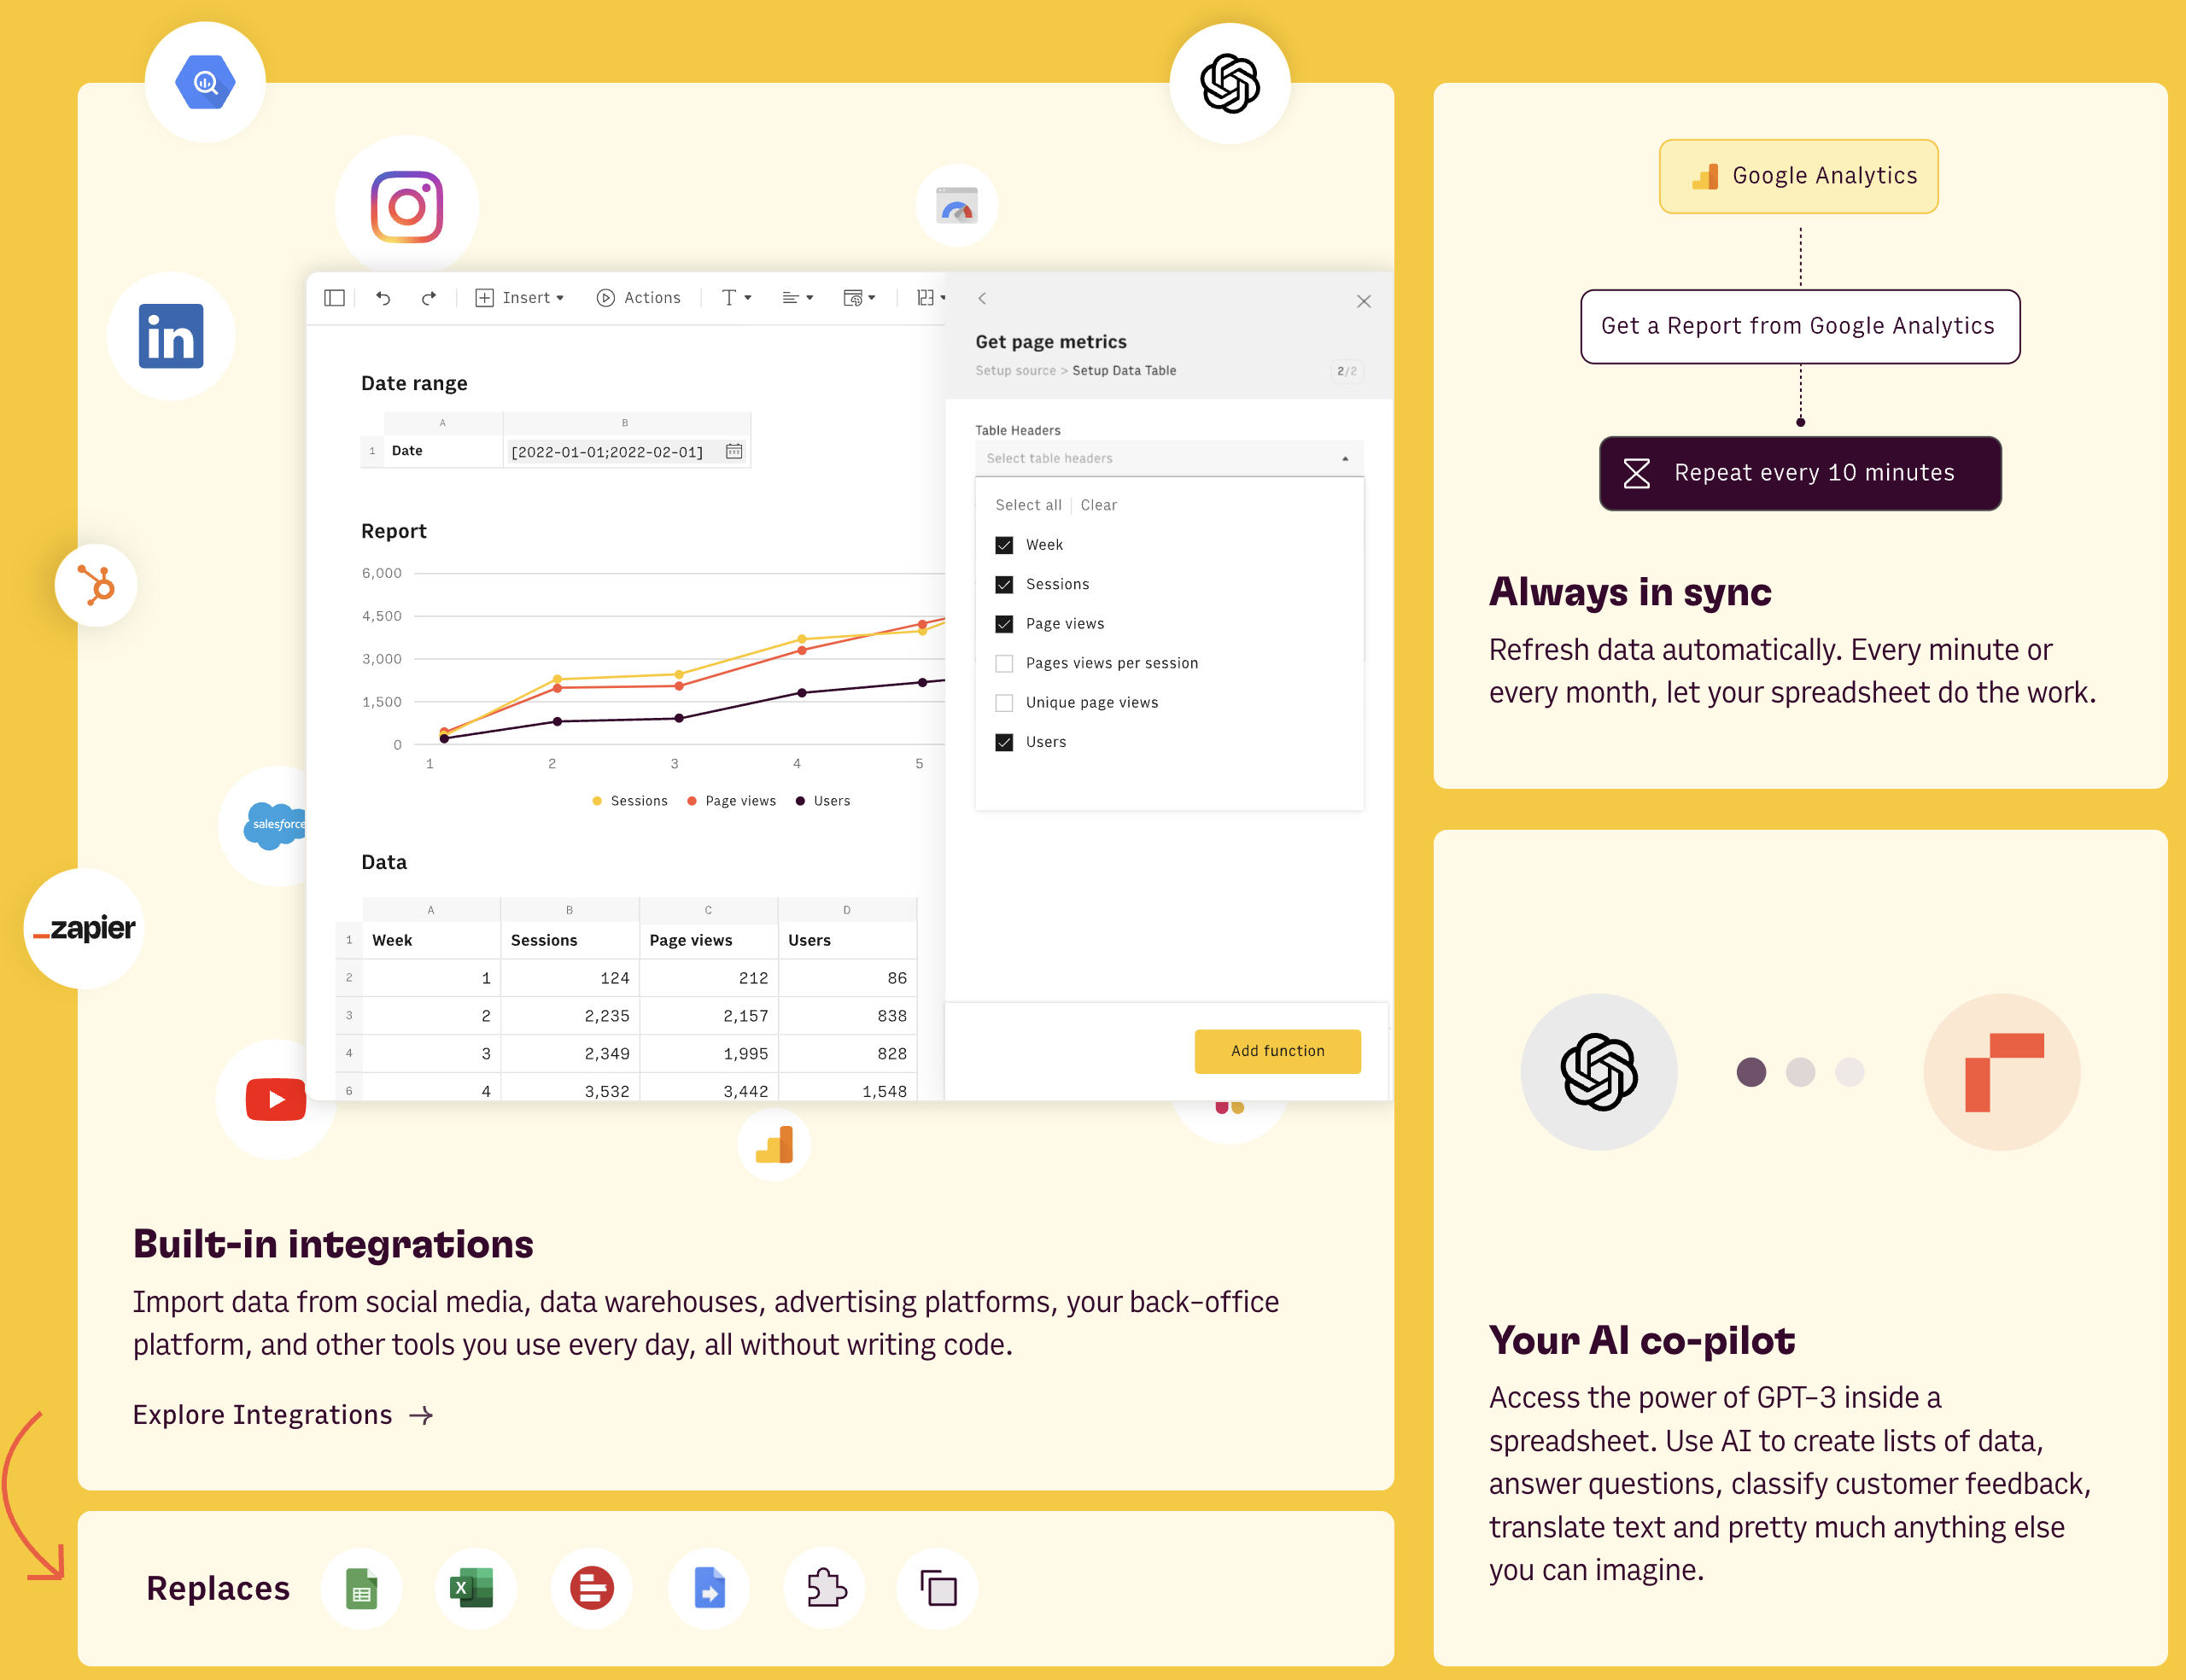 Insert
Actions
Date range
A B
1 Date [2022-01-01;2022-02-01]
Report
6,000
4,500
3,000
1,500
0
1 2 3 4 5
Sessions Page views Users
Data
A B C D
1 Week Sessions Page views Users
2 1 124 212 86
3 2 2,235 2,157 838
4 3 2,349 1,995 828
6 4 3,532 3,442 1,548
Get page metrics
Setup source > Setup Data Table 2/2
Table Headers
Select table headers
Select all Clear
Week
Sessions
Page views
Pages views per session
Unique page views
Users
Add function
in
salesforce
zapier
Built-in integrations
Import data from social media, data warehouses, advertising platforms, your back-office
platform, and other tools you use every day, all without writing code.
Explore Integrations
Replaces
X
Google Analytics
Get a Report from Google Analytics
Repeat every 10 minutes
Always in sync
Refresh data automatically. Every minute or
every month, let your spreadsheet do the work.
Your AI co-pilot
Access the power of GPT-3 inside a
spreadsheet. Use AI to create lists of data,
answer questions, classify customer feedback,
translate text and pretty much anything else
you can imagine.